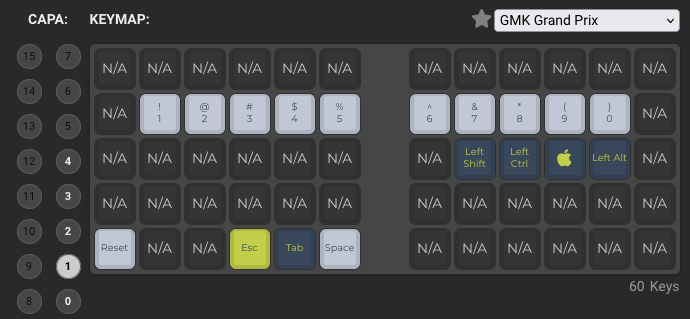 CAPA: KEYMAP: GMK Grand Prix
15 7 N/A N/A N/A N/A N/A N/A N/A N/A N/A N/A N/A N/A
14 6
N/A ! 1 @ 2 # 3 $ 4 % 5 ^ 6 & 7 * 8 ( 9 ) 0 N/A
13 5
12 4 N/A N/A N/A N/A N/A N/A N/A Left Shift Left Ctrl Left Alt N/A
11 3 N/A N/A N/A N/A N/A N/A N/A N/A N/A N/A N/A N/A
10 2
Reset N/A N/A Esc Tab Space N/A N/A N/A N/A N/A N/A
9 1
60 Keys
8 0